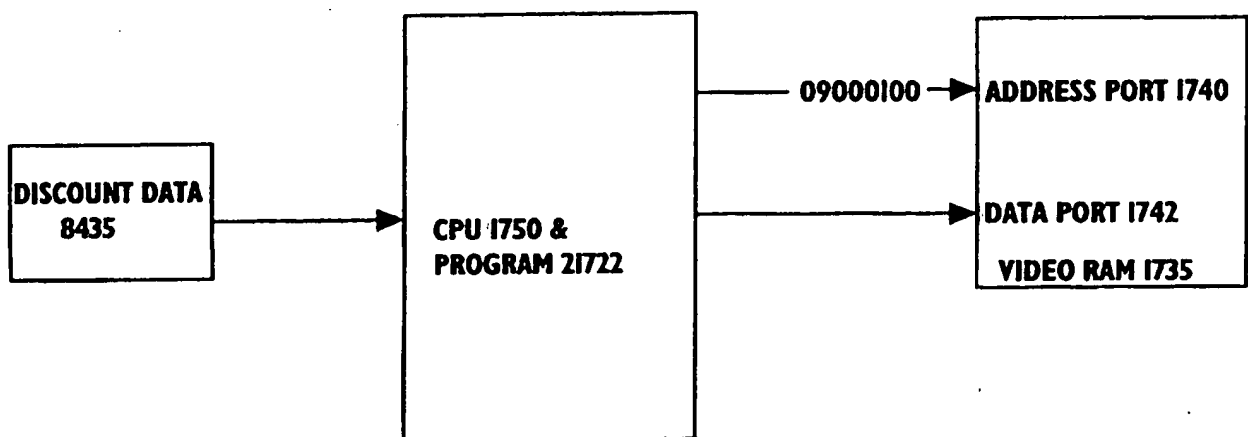 DISCOUNT DATA
8435
CPU 1750 &
PROGRAM 21722
09000100
ADDRESS PORT 1740
DATA PORT 1742
VIDEO RAM 1735